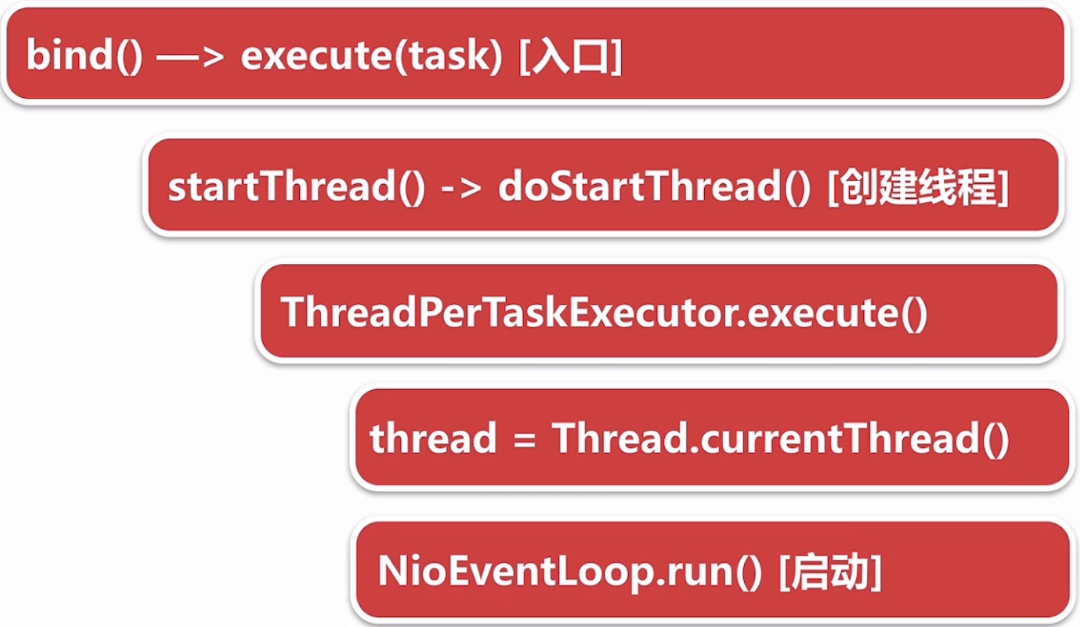 bind() —> execute(task) [入口]
startThread() -> doStartThread() [创建线程]
ThreadPerTaskExecutor.execute()
thread = Thread.currentThread()
NioEventLoop.run() [启动]